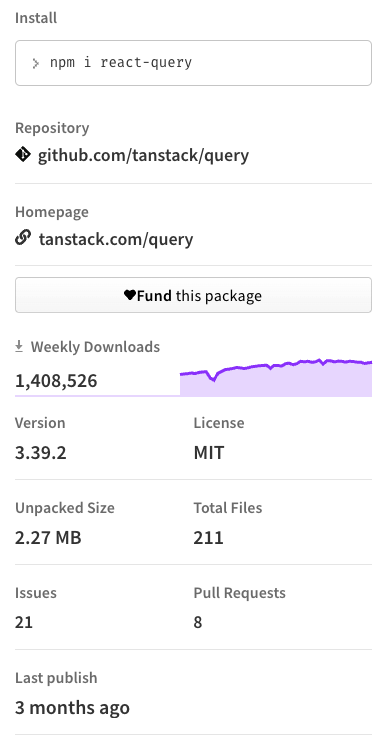 Install
npm i react-query
Repository
github.com/tanstack/query
Homepage
tanstack.com/query
Fund this package
Weekly Downloads
1,408,526
Version License
3.39.2 MIT
Unpacked Size Total Files
2.27 MB 211
Issues Pull Requests
21 8
Last publish
3 months ago